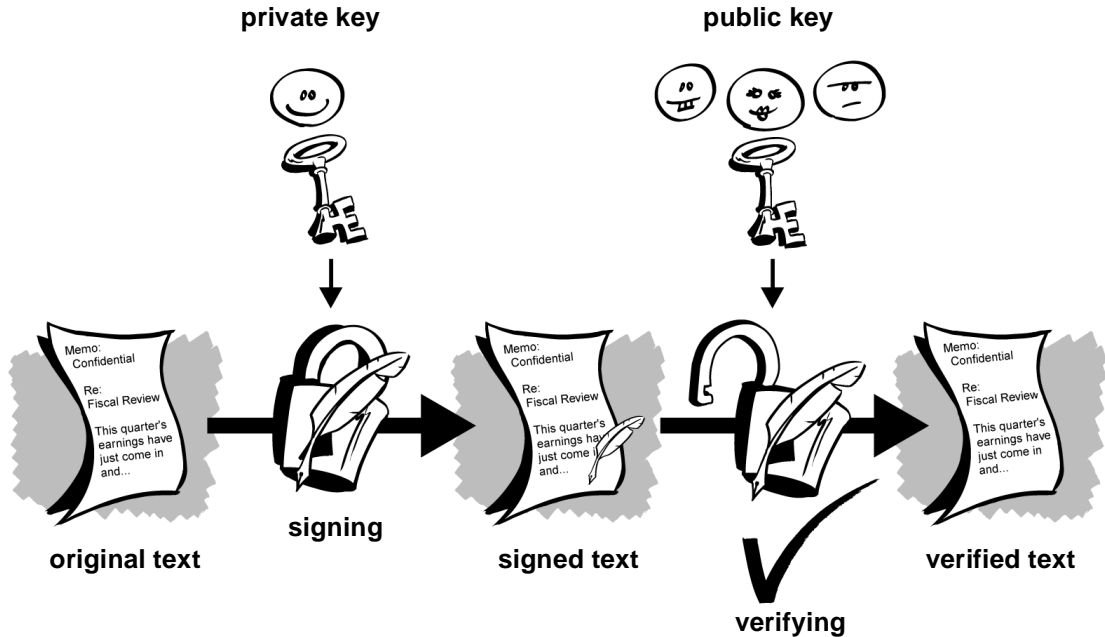 private key
public key
Memo:
Confidential
Re:
Fiscal Review
This quarter's
earnings have
just come in
and...
Memo:
Confidential
Re:
Fiscal Review
This quarter's
earnings have
just come in
and...
Memo:
Confidential
Re:
Fiscal Review
This quarter's
earnings have
just come in
and...
original text
signing
signed text
verifying
verified text